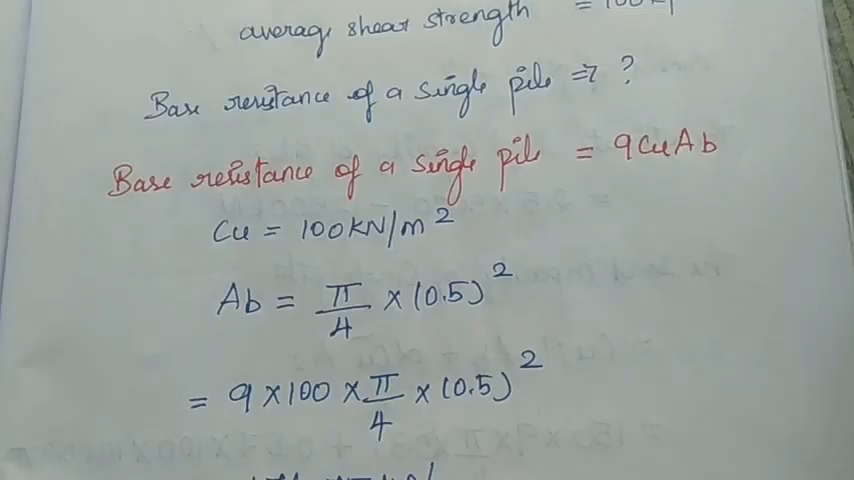 average shear strength = 100
Base resistance of a single pile => ?
Base resistance of a single pile = 9CuAb
Cu = 100KN/m²
Ab = π/4 × (0.5)²
= 9×100 × π/4 × (0.5)²